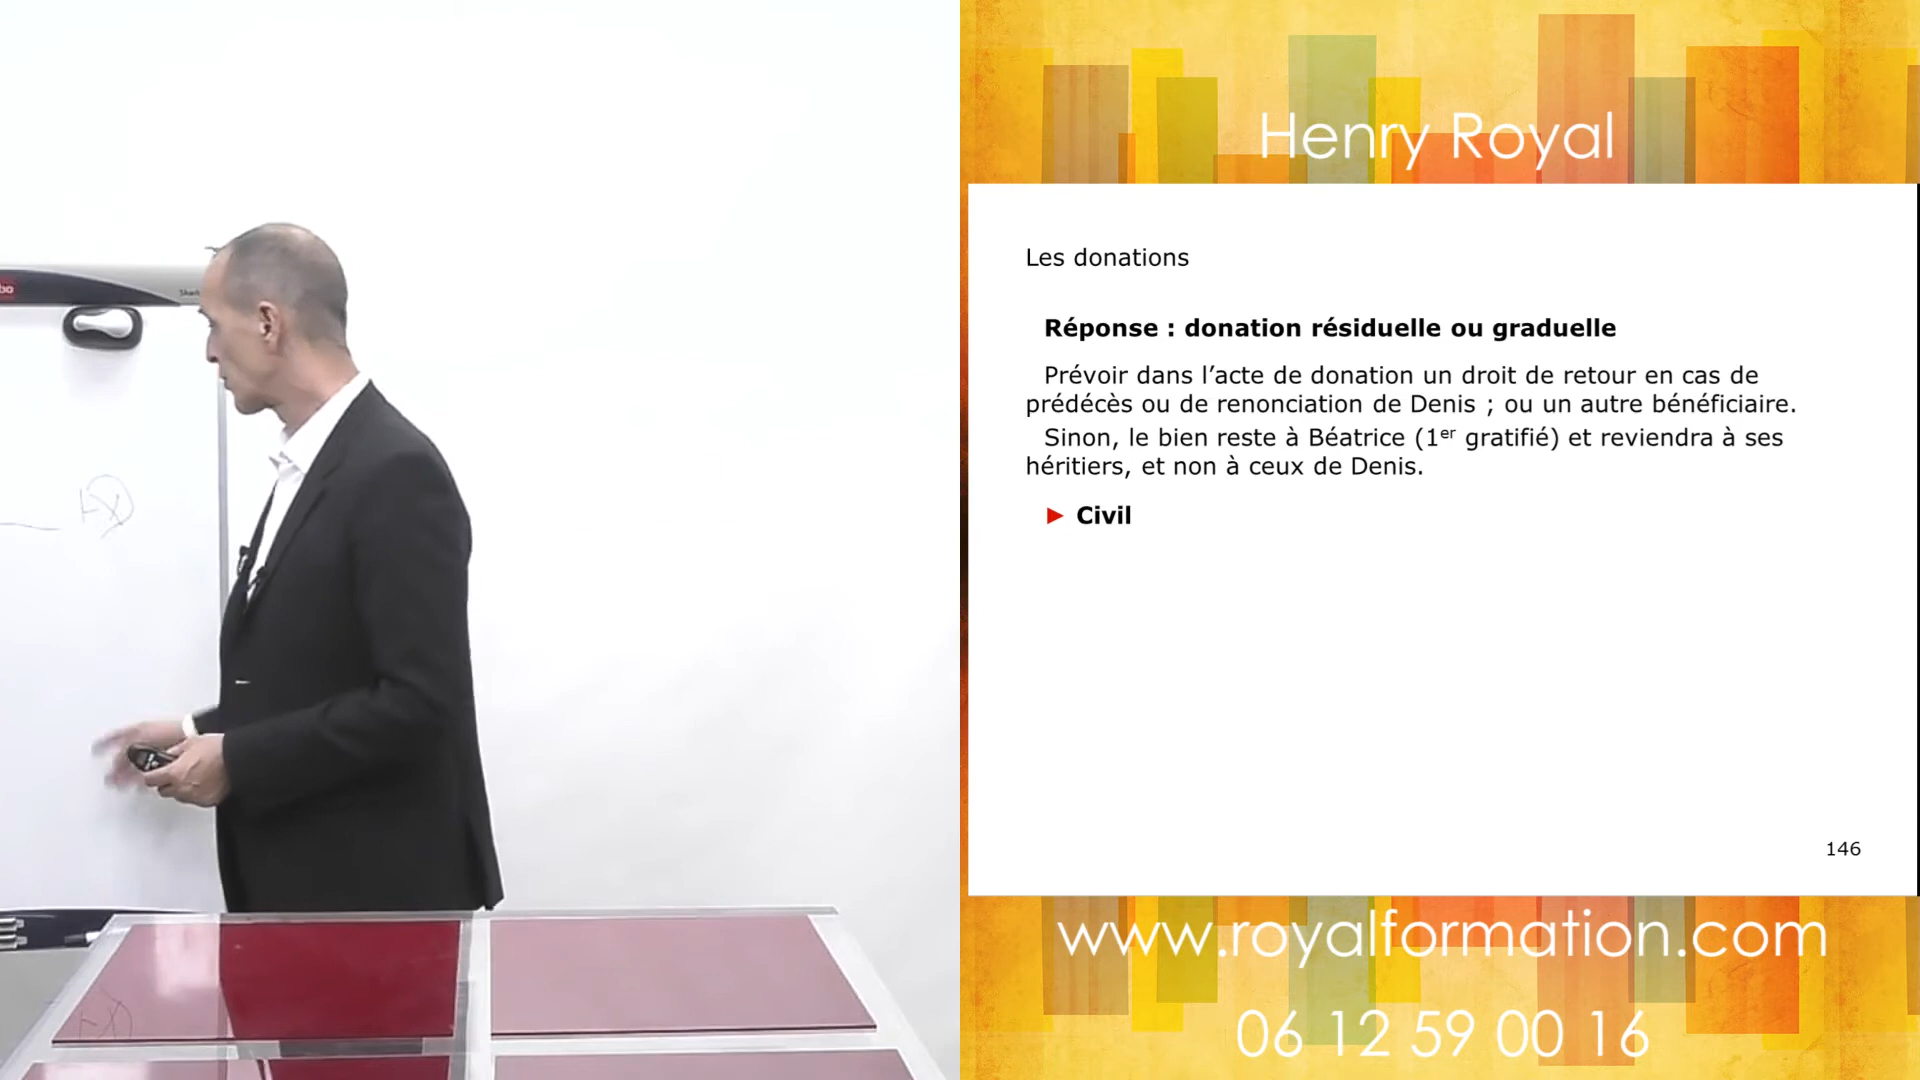 Henry Royal
Les donations
Réponse : donation résiduelle ou graduelle
Prévoir dans l’acte de donation un droit de retour en cas de
prédécès ou de renonciation de Denis ; ou un autre bénéficiaire.
Sinon, le bien reste à Béatrice (1er gratifié) et reviendra à ses
héritiers, et non à ceux de Denis.
► Civil
146
www.royalformation.com
06 12 59 00 16